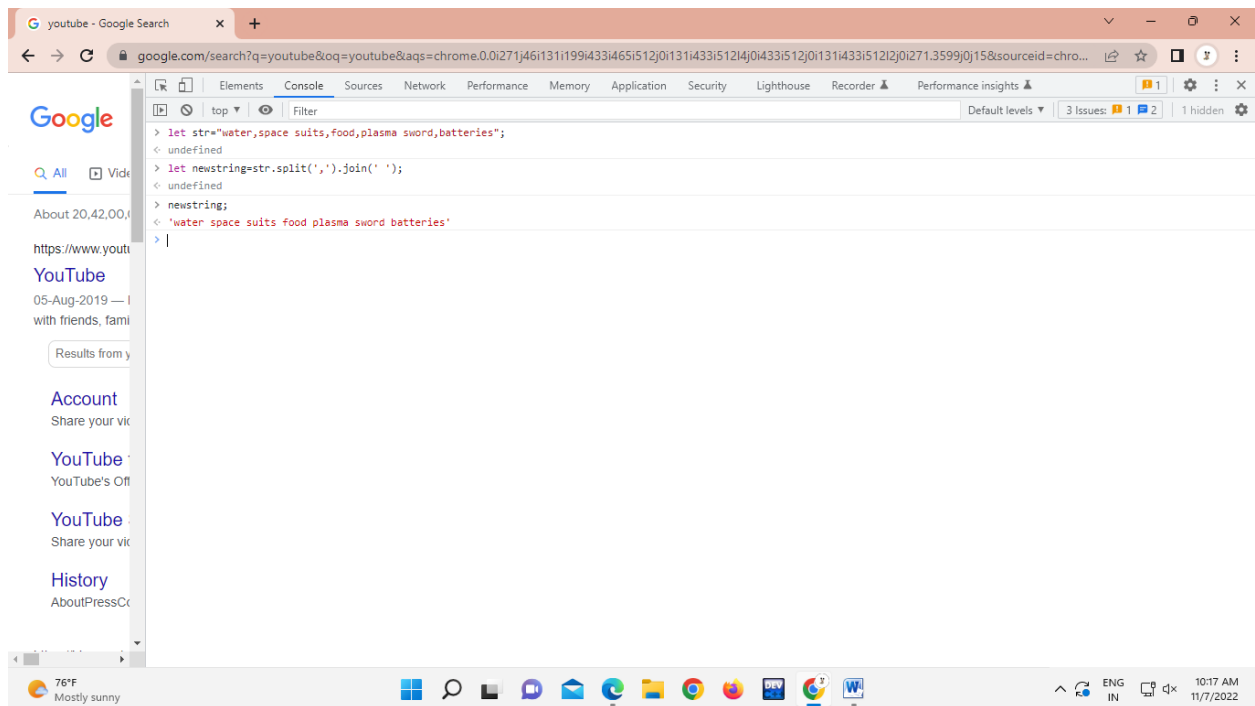 youtube - Google Search
google.com/search?q=youtube&oq=youtube&aqs=chrome.0.0i271j46i131i199i433i465i512j0i131i433i512l4j0i433i512j0i131i433i512l2j0i271.3599j0j15&sourceid=chro...
Elements Console Sources Network Performance Memory Application Security Lighthouse Recorder Performance insights 1
top Filter Default levels 3 Issues: 1 2 1 hidden
> let str="water,space suits,food,plasma sword,batteries";
<· undefined
> let newstring=str.split(',').join(' ');
<· undefined
> newstring;
<· 'water space suits food plasma sword batteries'
>
Google
All Vide
About 20,42,00,
https://www.youtu
YouTube
05-Aug-2019 —
with friends, fami
Results from y
Account
Share your vid
YouTube
YouTube's Off
YouTube
Share your vid
History
AboutPressCo
76°F
Mostly sunny
DEV
ENG
IN
10:17 AM
11/7/2022